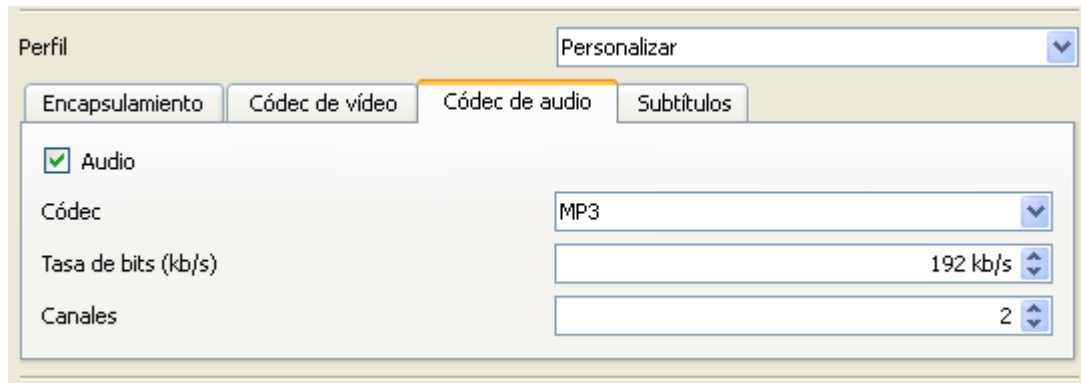 Perfil Personalizar
Encapsulamiento Códec de vídeo Códec de audio Subtítulos
Audio
Códec MP3
Tasa de bits (kb/s) 192 kb/s
Canales 2